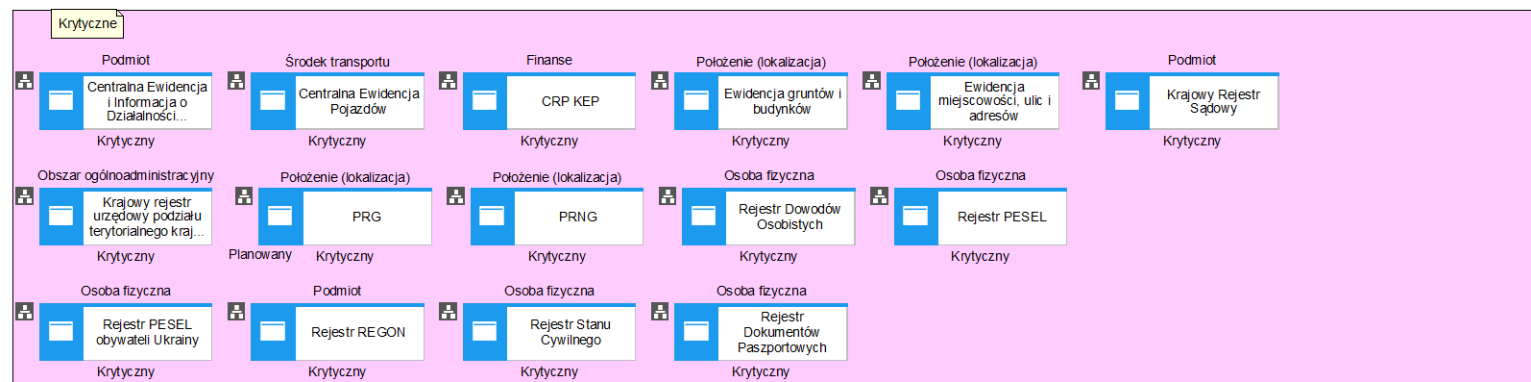 Krytyczne
Podmiot
Środek transportu
Finanse
Położenie (lokalizacja)
Położenie (lokalizacja)
Podmiot
Centralna Ewidencja
i Informacja o
Działalności...
Centralna Ewidencja
Pojazdów
CRP KEP
Ewidencja gruntów i
budynków
Ewidencja
miejscowości, ulic i
adresów
Krajowy Rejestr
Sądowy
Krytyczny
Krytyczny
Krytyczny
Krytyczny
Krytyczny
Krytyczny
Obszar ogólnoadministracyjny
Położenie (lokalizacja)
Położenie (lokalizacja)
Osoba fizyczna
Osoba fizyczna
Krajowy rejestr
urzędowy podziału
terytorialnego kraj...
PRG
PRNG
Rejestr Dowodów
Osobistych
Rejestr PESEL
Krytyczny
Planowany
Krytyczny
Krytyczny
Krytyczny
Krytyczny
Osoba fizyczna
Podmiot
Osoba fizyczna
Osoba fizyczna
Rejestr PESEL
obywateli Ukrainy
Rejestr REGON
Rejestr Stanu
Cywilnego
Rejestr
Dokumentów
Paszportowych
Krytyczny
Krytyczny
Krytyczny
Krytyczny